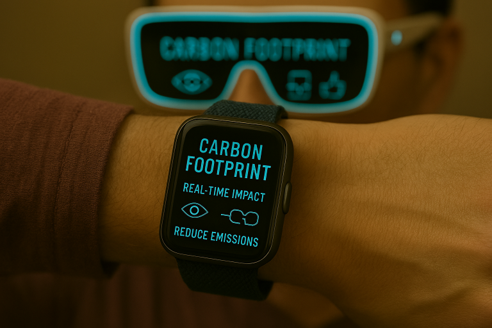 CARBON FOOTPRINT
CARBON
FOOTPRINT
REAL-TIME IMPACT
REDUCE EMISSIONS